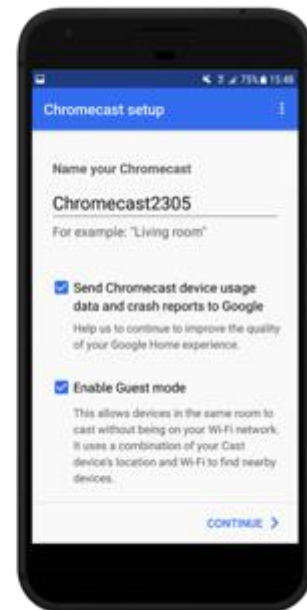 75% 15:48
Chromecast setup
Name your Chromecast
Chromecast2305
For example: "Living room"
Send Chromecast device usage
data and crash reports to Google
Help us to continue to improve the quality
of your Google Home experience.
Enable Guest mode
This allows devices in the same room to
cast without being on your Wi-Fi network.
It uses a combination of your Cast
device's location and Wi-Fi to find nearby
devices.
CONTINUE